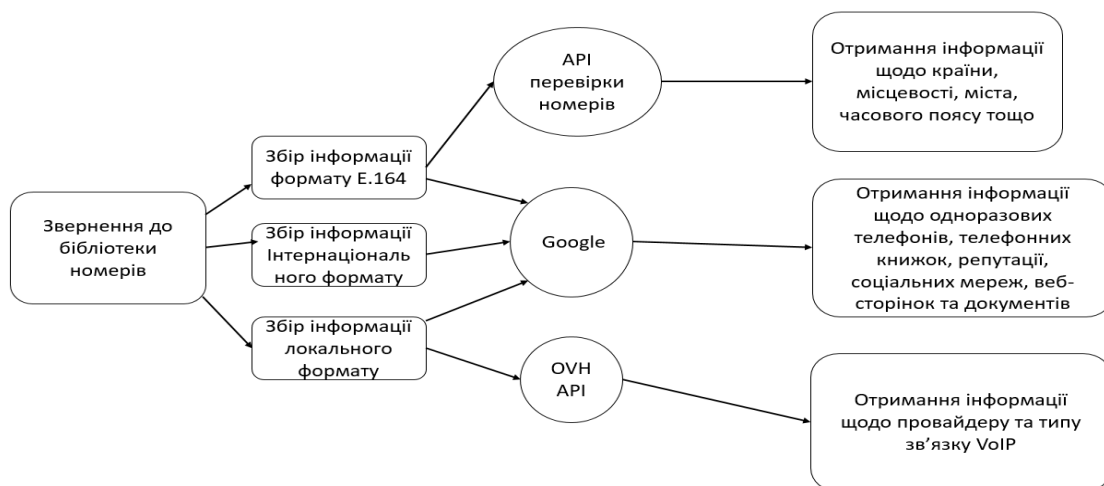 Звернення до
бібліотеки
номерів
Збір інформації
формату E.164
Збір інформації
Інтернаціональ
ного формату
Збір інформації
локального
формату
API
перевірки
номерів
Google
OVH
API
Отримання інформації
щодо країни,
місцевості, міста,
часового поясу тощо
Отримання інформації
щодо одноразових
телефонів, телефонних
книжок, репутації,
соціальних мереж, веб-
сторінок та документів
Отримання інформації
щодо провайдеру та типу
зв’язку VoIP